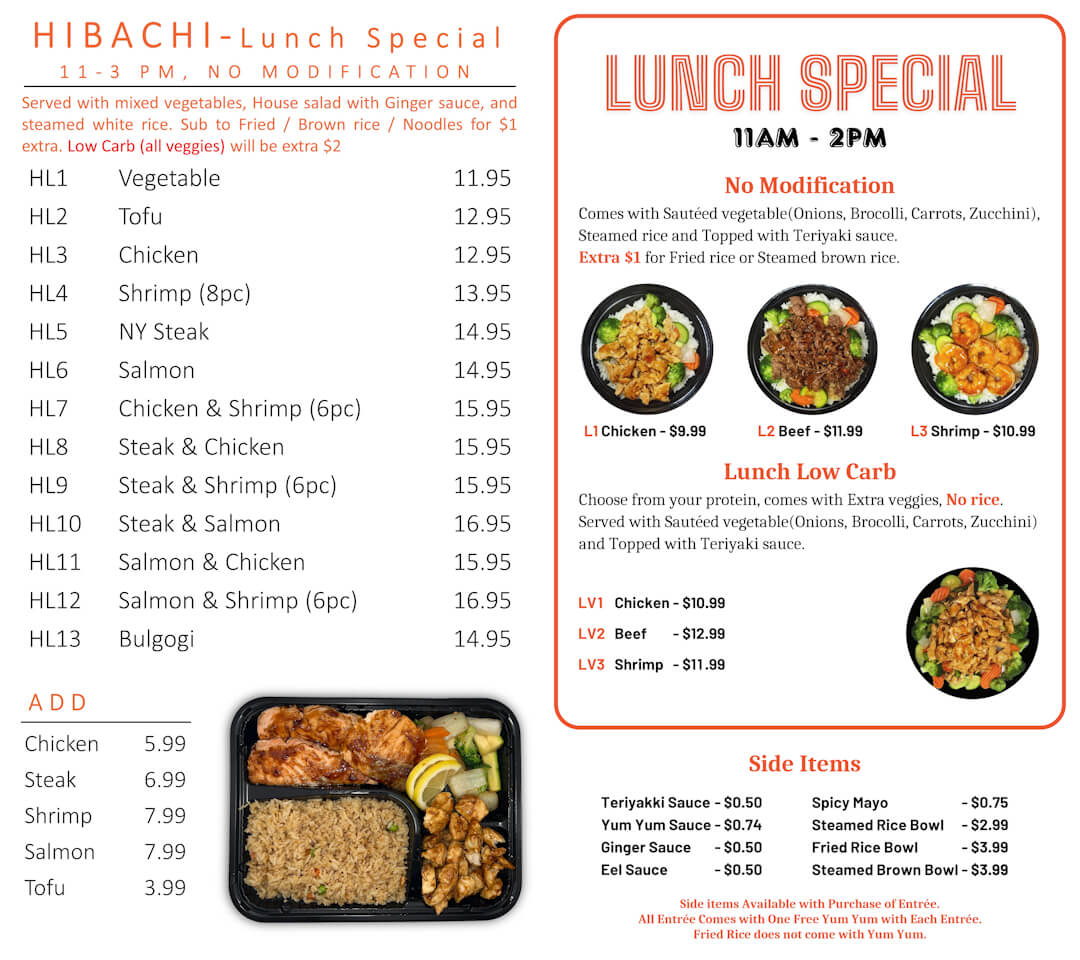 HIBACHI-Lunch Special
11-3 PM, NO MODIFICATION
Served with mixed vegetables, House salad with Ginger sauce, and
steamed white rice. Sub to Fried / Brown rice / Noodles for $1
extra. Low Carb (all veggies) will be extra $2
HL1 Vegetable 11.95
HL2 Tofu 12.95
HL3 Chicken 12.95
HL4 Shrimp (8pc) 13.95
HL5 NY Steak 14.95
HL6 Salmon 14.95
HL7 Chicken & Shrimp (6pc) 15.95
HL8 Steak & Chicken 15.95
HL9 Steak & Shrimp (6pc) 15.95
HL10 Steak & Salmon 16.95
HL11 Salmon & Chicken 15.95
HL12 Salmon & Shrimp (6pc) 16.95
HL13 Bulgogi 14.95
ADD
Chicken 5.99
Steak 6.99
Shrimp 7.99
Salmon 7.99
Tofu 3.99
LUNCH SPECIAL
11AM - 2PM
No Modification
Comes with Sautéed vegetable(Onions, Brocolli, Carrots, Zucchini),
Steamed rice and Topped with Teriyaki sauce.
Extra $1 for Fried rice or Steamed brown rice.
L1 Chicken - $9.99
L2 Beef - $11.99
L3 Shrimp - $10.99
Lunch Low Carb
Choose from your protein, comes with Extra veggies, No rice.
Served with Sautéed vegetable(Onions, Brocolli, Carrots, Zucchini)
and Topped with Teriyaki sauce.
LV1 Chicken - $10.99
LV2 Beef - $12.99
LV3 Shrimp - $11.99
Side Items
Teriyakki Sauce - $0.50
Yum Yum Sauce - $0.74
Ginger Sauce - $0.50
Eel Sauce - $0.50
Spicy Mayo - $0.75
Steamed Rice Bowl - $2.99
Fried Rice Bowl - $3.99
Steamed Brown Bowl - $3.99
Side items Available with Purchase of Entrée.
All Entrée Comes with One Free Yum Yum with Each Entrée.
Fried Rice does not come with Yum Yum.